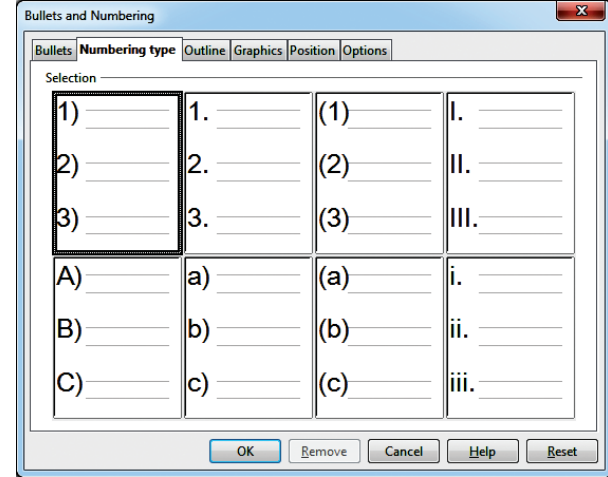 Bullets and Numbering
x
Bullets Numbering type Outline Graphics Position Options
Selection
1) 1. (1) I.
2) 2. (2) II.
3) 3. (3) III.
A) a) (a) i.
B) b) (b) ii.
C) c) (c) iii.
OK Remove Cancel Help Reset